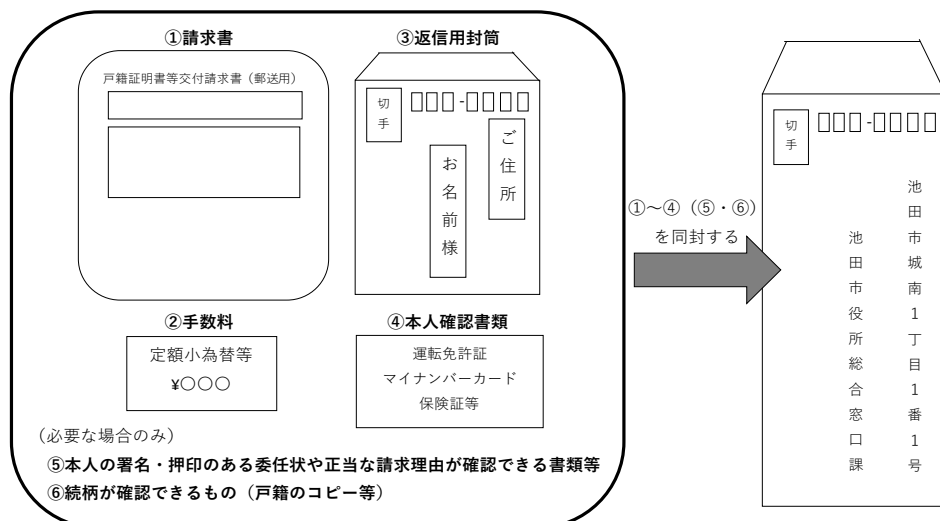 ①請求書
戸籍証明書等交付請求書（郵送用）
③返信用封筒
切手
□□□-□□□□
ご住所
お名前様
②手数料
定額小為替等
¥〇〇〇
④本人確認書類
運転免許証
マイナンバーカード
保険証等
（必要な場合のみ）
⑤本人の署名・押印のある委任状や正当な請求理由が確認できる書類等
⑥続柄が確認できるもの（戸籍のコピー等）
①～④（⑤・⑥）
を同封する
切手
□□□-□□□□
池田市城南1丁目1番1号
池田市役所総合窓口課